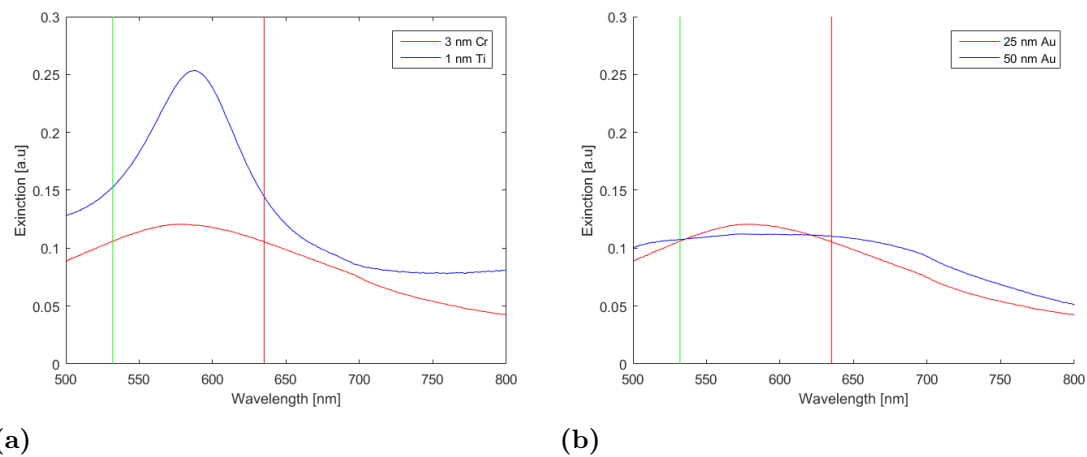 0.3
0.25
0.2
0.15
0.1
0.05
0
500 550 600 650 700 750 800
Exinction [a.u]
Wavelength [nm]
3 nm Cr
1 nm Ti
(a)
0.3
0.25
0.2
0.15
0.1
0.05
0
500 550 600 650 700 750 800
Exinction [a.u]
Wavelength [nm]
25 nm Au
50 nm Au
(b)